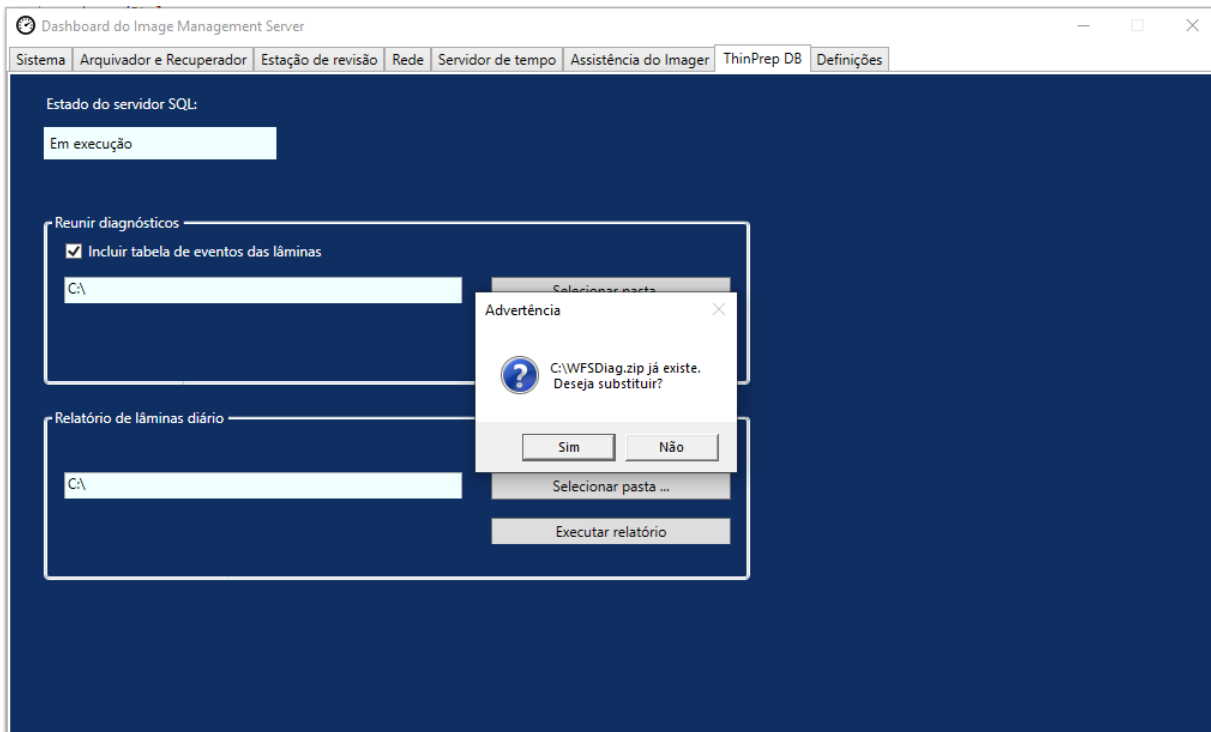 Dashboard do Image Management Server
Sistema Arquivador e Recuperador Estação de revisão Rede Servidor de tempo Assistência do Imager ThinPrep DB Definições
Estado do servidor SQL:
Em execução
Reunir diagnósticos
Incluir tabela de eventos das lâminas
C:\
Selecionar pasta ...
Advertência
C:\WFSDiag.zip já existe.
Deseja substituir?
Sim Não
Relatório de lâminas diário
C:\
Selecionar pasta ...
Executar relatório